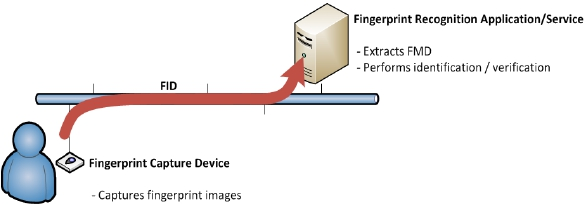 Fingerprint Recognition Application/Service
- Extracts FMD
- Performs identification / verification
FID
Fingerprint Capture Device
- Captures fingerprint images